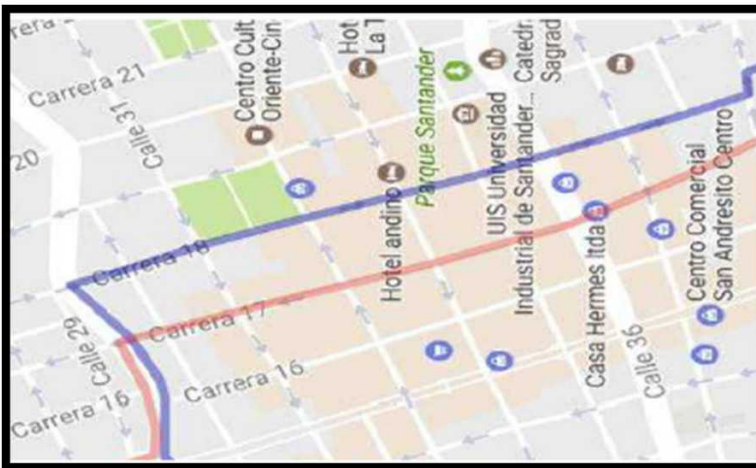 Carrera 21
Calle 31
20
Centro Cult
Oriente-Cin
Hot
La T
Parque Santander
Catedr
Sagrad
UIS Universidad
Industrial de Santander...
Hotel andino
Carrera 18
Carrera 17
Calle 29
Carrera 16
Carrera 16
Casa Hermes ltda
Calle 36
Centro Comercial
San Andresito Centro